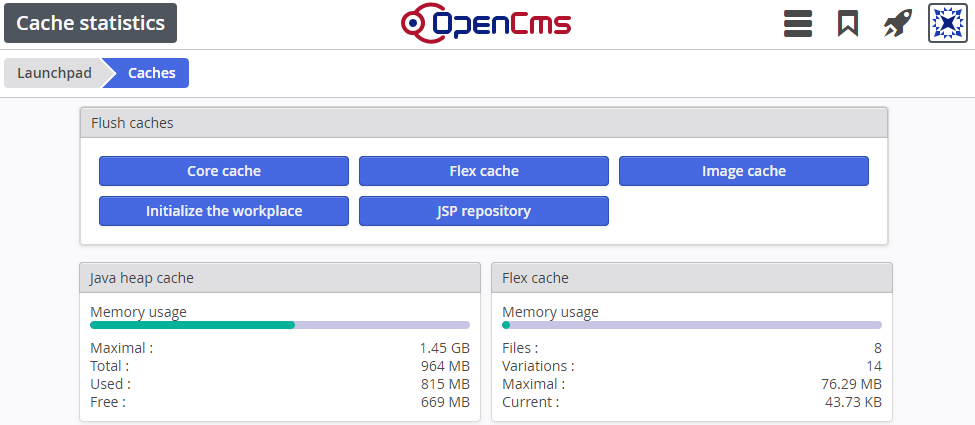 Cache statistics
OpenCms
Launchpad
Caches
Flush caches
Core cache
Flex cache
Image cache
Initialize the workplace
JSP repository
Java heap cache
Memory usage
Maximal : 1.45 GB
Total : 964 MB
Used : 815 MB
Free : 669 MB
Flex cache
Memory usage
Files : 8
Variations : 14
Maximal : 76.29 MB
Current : 43.73 KB